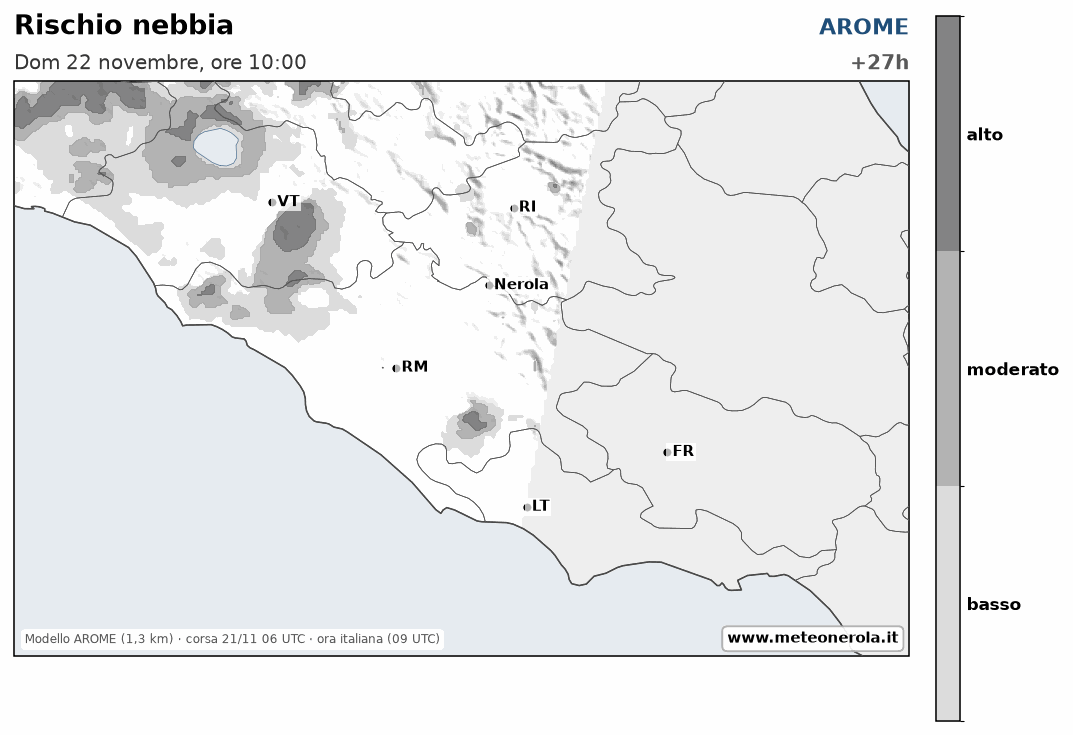 Rischio nebbia
AROME
Dom 22 novembre, ore 10:00
+27h
alto
VT
RI
Nerola
RM
moderato
FR
LT
basso
Modello AROME (1,3 km) · corsa 21/11 06 UTC · ora italiana (09 UTC)
www.meteonerola.it